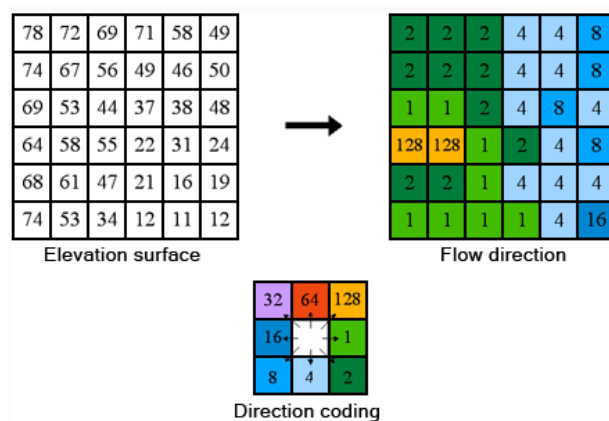 78 72 69 71 58 49 2 2 2 4 4 8
74 67 56 49 46 50 2 2 2 4 4 8
69 53 44 37 38 48 1 1 2 4 8 4
64 58 55 22 31 24 128 128 1 2 4 8
68 61 47 21 16 19 2 2 1 4 4 4
74 53 34 12 11 12 1 1 1 1 4 16
Elevation surface Flow direction
32 64 128
16 1
8 4 2
Direction coding